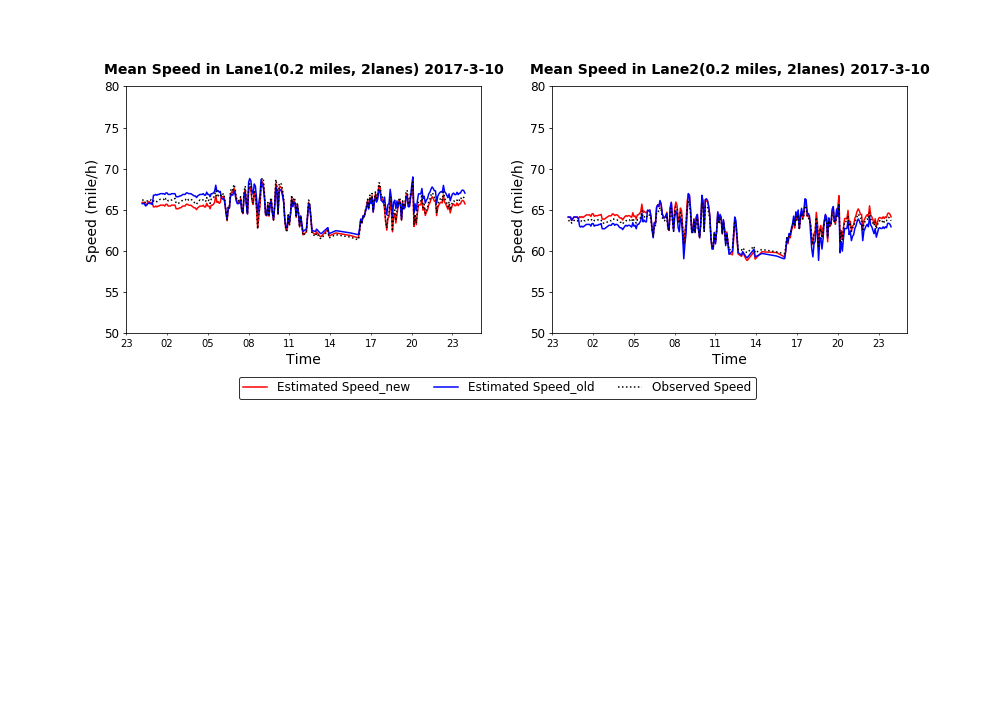 Mean Speed in Lane1(0.2 miles, 2lanes) 2017-3-10
80
75
70
65
60
55
50
Speed (mile/h)
23 02 05 08 11 14 17 20 23
Time
Mean Speed in Lane2(0.2 miles, 2lanes) 2017-3-10
80
75
70
65
60
55
50
Speed (mile/h)
23 02 05 08 11 14 17 20 23
Time
Estimated Speed_new Estimated Speed_old Observed Speed